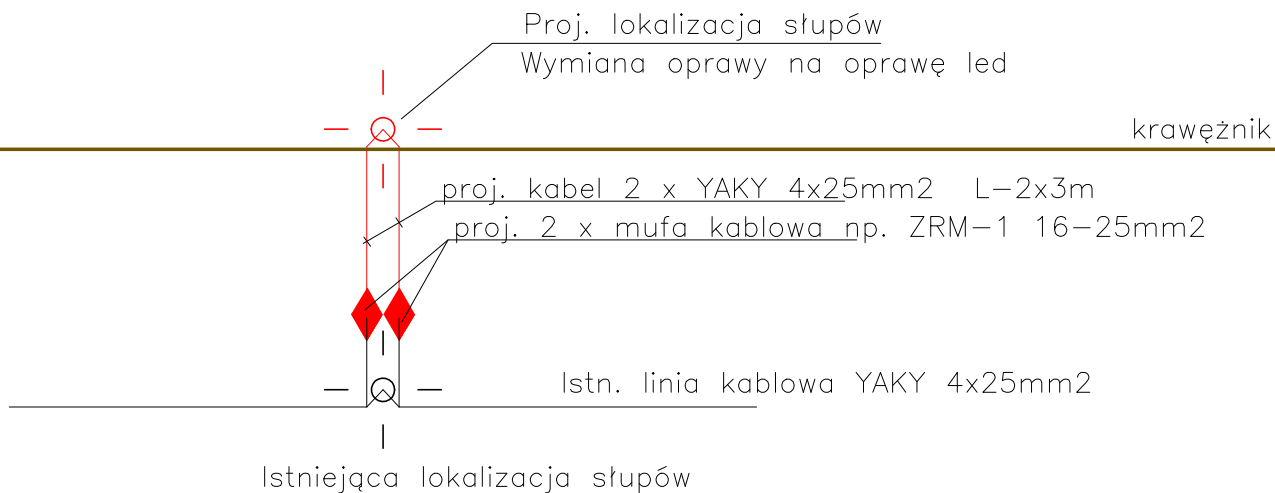 Proj. lokalizacja słupów
Wymiana oprawy na oprawę led
krawężnik
proj. kabel 2 x YAKY 4x25mm2 L-2x3m
proj. 2 x mufa kablowa np. ZRM-1 16-25mm2
Istn. linia kablowa YAKY 4x25mm2
Istniejąca lokalizacja słupów